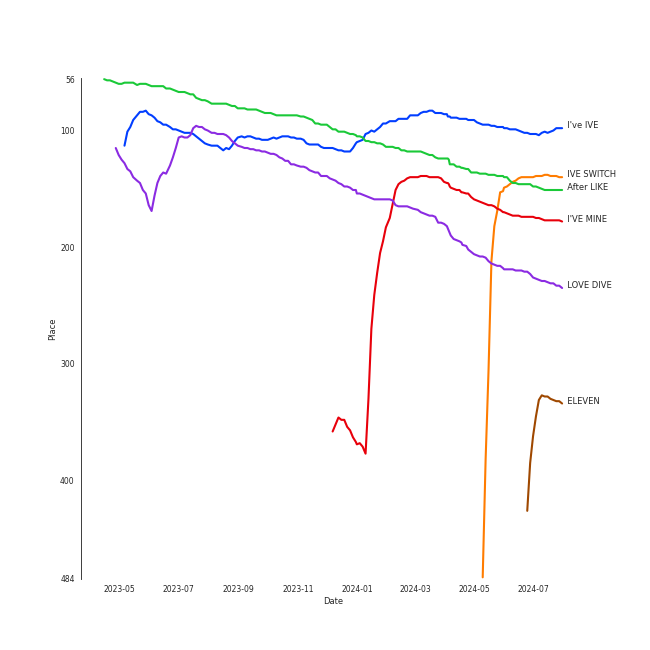 56
100
200
300
400
484
Place
2023-05
2023-07
2023-09
2023-11
2024-01
2024-03
2024-05
2024-07
Date
I've IVE
IVE SWITCH
After LIKE
I'VE MINE
LOVE DIVE
ELEVEN